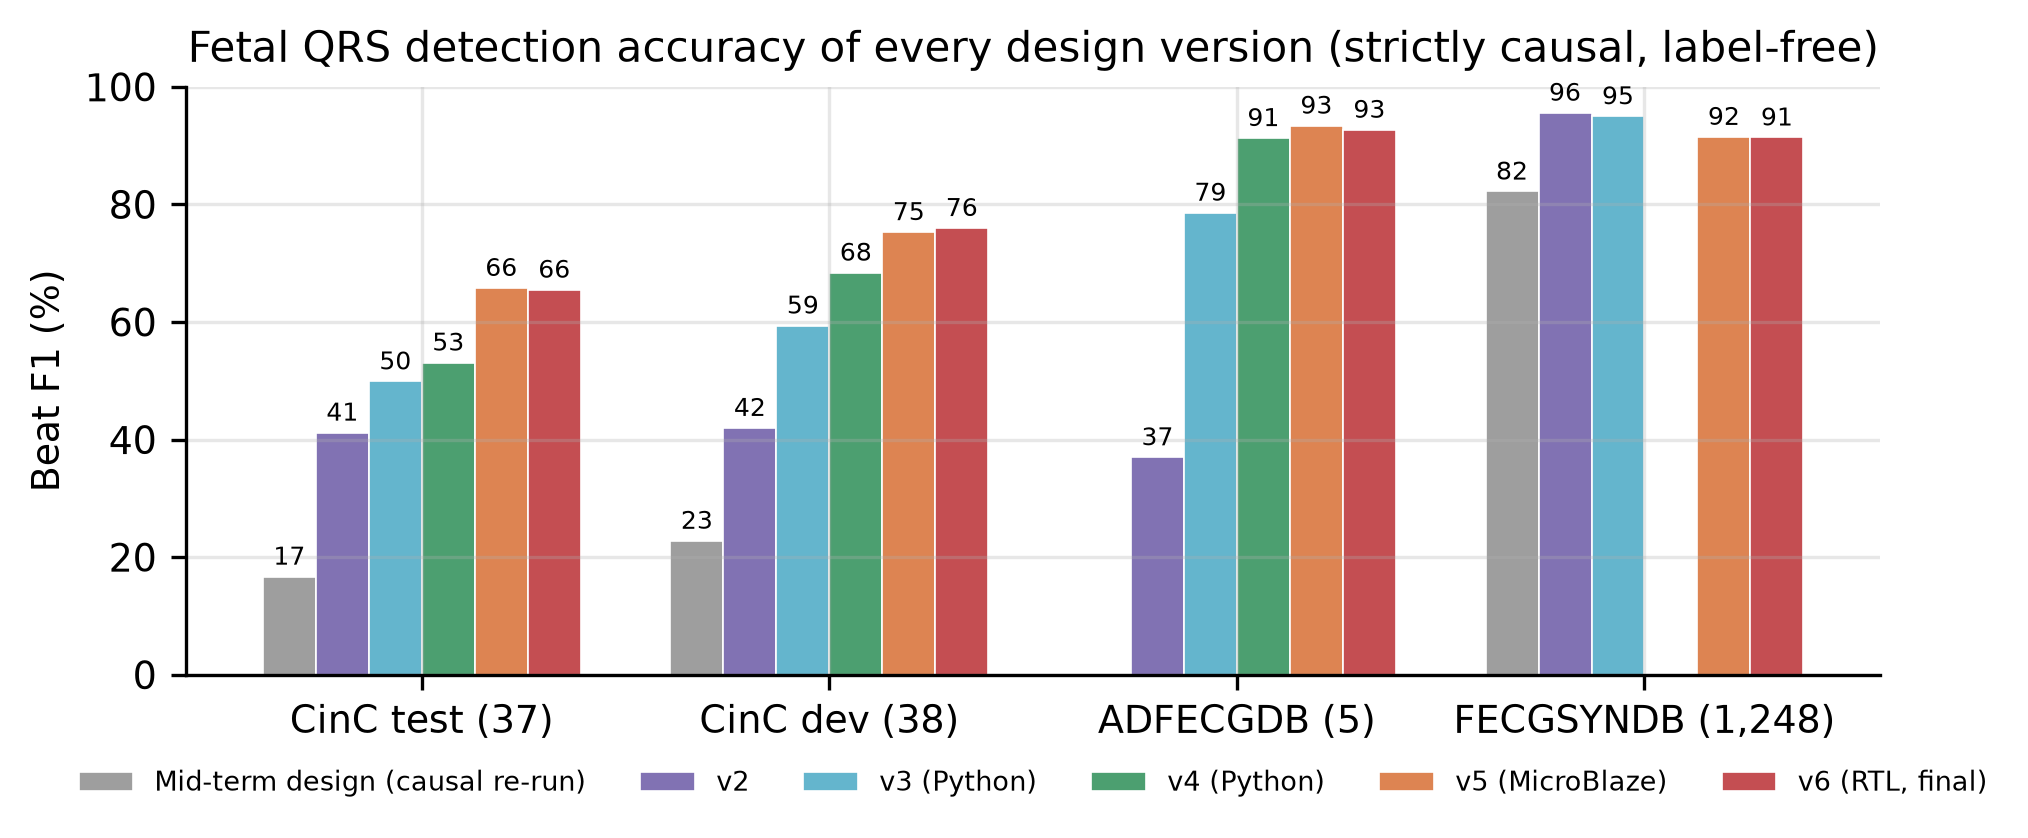 Fetal QRS detection accuracy of every design version (strictly causal, label-free)
Beat F1 (%)
100
80
60
40
20
0
17
41
50
53
66
66
23
42
59
68
75
76
37
79
91
93
93
82
96
95
92
91
CinC test (37)
CinC dev (38)
ADFECGDB (5)
FECGSYNDB (1,248)
Mid-term design (causal re-run)
v2
v3 (Python)
v4 (Python)
v5 (MicroBlaze)
v6 (RTL, final)